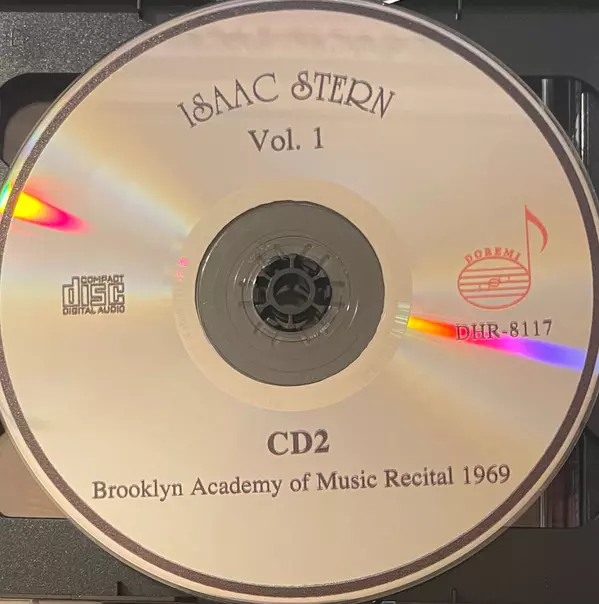 ISAAC STERN
Vol. 1
DOREMI
COMPACT
disc
DIGITAL AUDIO
DHR-8117
CD2
Brooklyn Academy of Music Recital 1969